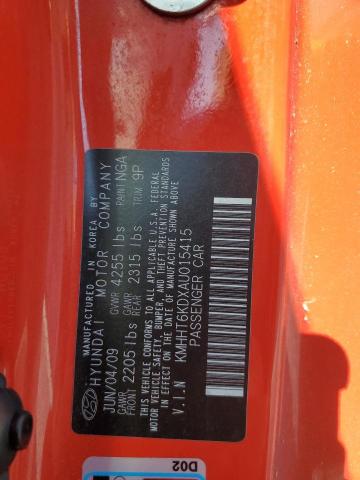 MANUFACTURED IN KOREA BY
HYUNDAI MOTOR COMPANY
JUN/04/09 GVWR 4255 lbs PAINT NGA
GAWR FRONT 2205 lbs GAWR REAR 2315 lbs TRIM 9P
THIS VEHICLE CONFORMS TO ALL APPLICABLE U.S.A. FEDERAL
MOTOR VEHICLE SAFETY, BUMPER, AND THEFT PREVENTION
STANDARDS IN EFFECT ON THE DATE OF MANUFACTURE
SHOWN ABOVE.
V.I.N KMHHT6KDXAU015415
PASSENGER CAR
D02